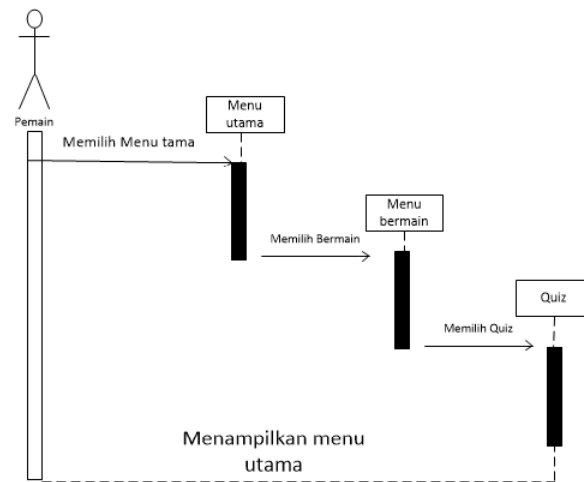 Pemain
Menu
utama
Memilih Menu tama
Menu
bermain
Memilih Bermain
Quiz
Memilih Quiz
Menampilkan menu
utama